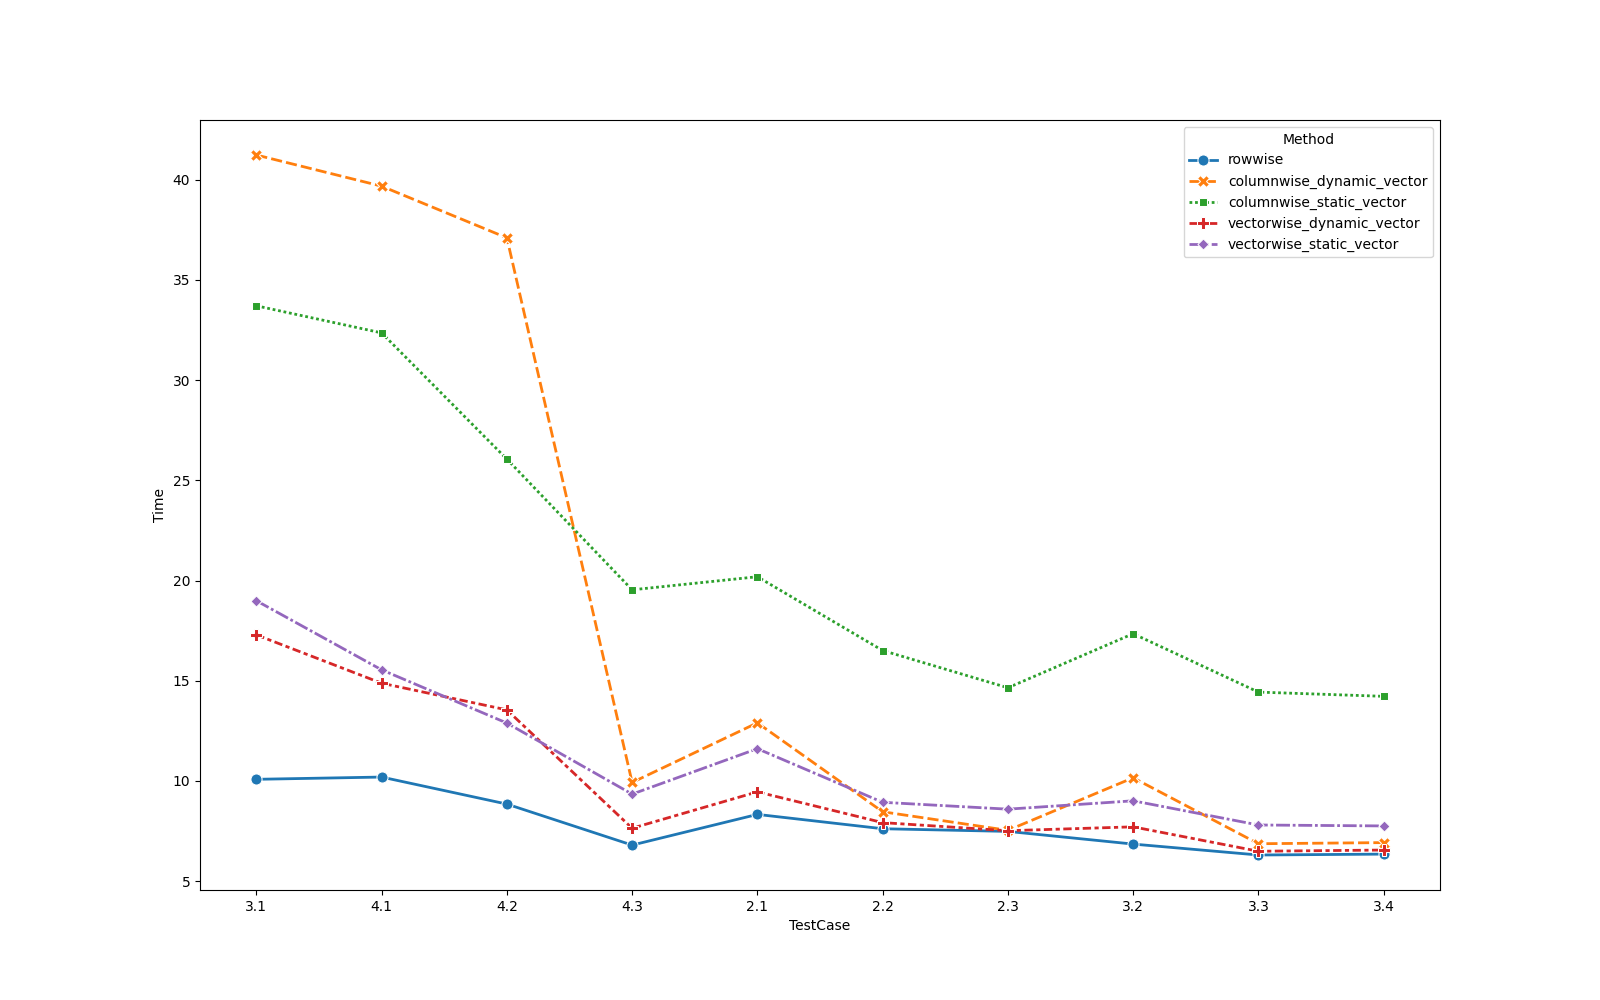 Method
rowwise
columnwise_dynamic_vector
columnwise_static_vector
vectorwise_dynamic_vector
vectorwise_static_vector
40
35
30
25
20
15
10
5
Time
3.1 4.1 4.2 4.3 2.1 2.2 2.3 3.2 3.3 3.4
TestCase